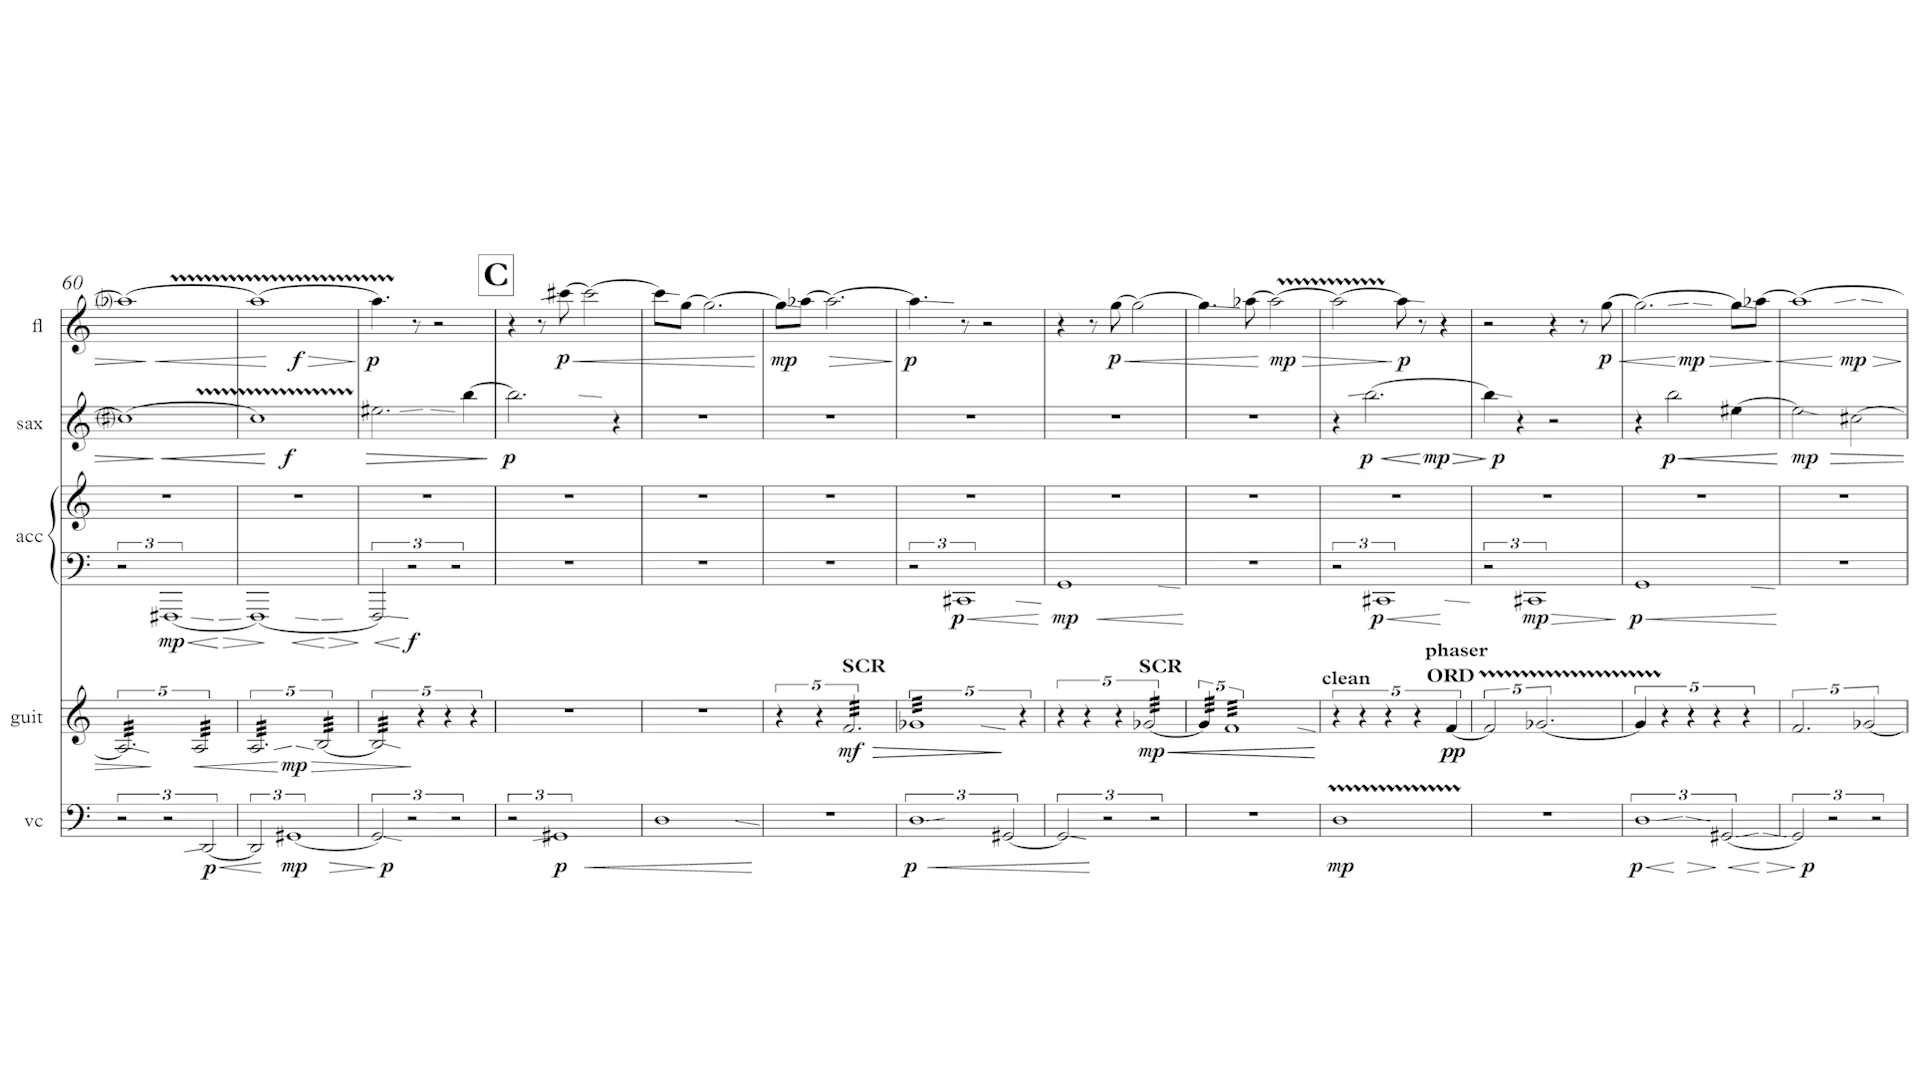 60
C
fl
p f p p mp p p mp p p mp mp
sax
f p p mp p p mp
acc
3 3 3 3 3
mp f p mp p mp p
SCR SCR clean phaser ORD
guit
5 5 5 5 5 5 5 5 5 5 5
mp mf mp pp
vc
3 3 3 3 3 3 3 3
p mp p p p mp p p